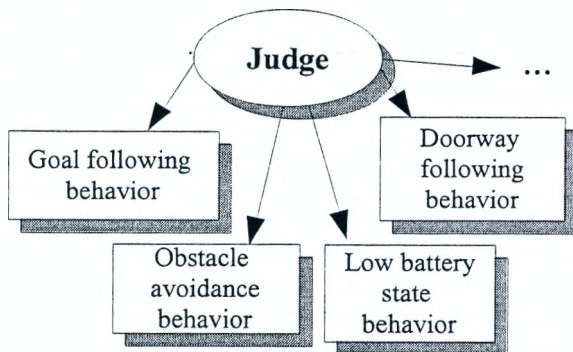 Judge
...
Goal following
behavior
Doorway
following
behavior
Obstacle
avoidance
behavior
Low battery
state
behavior